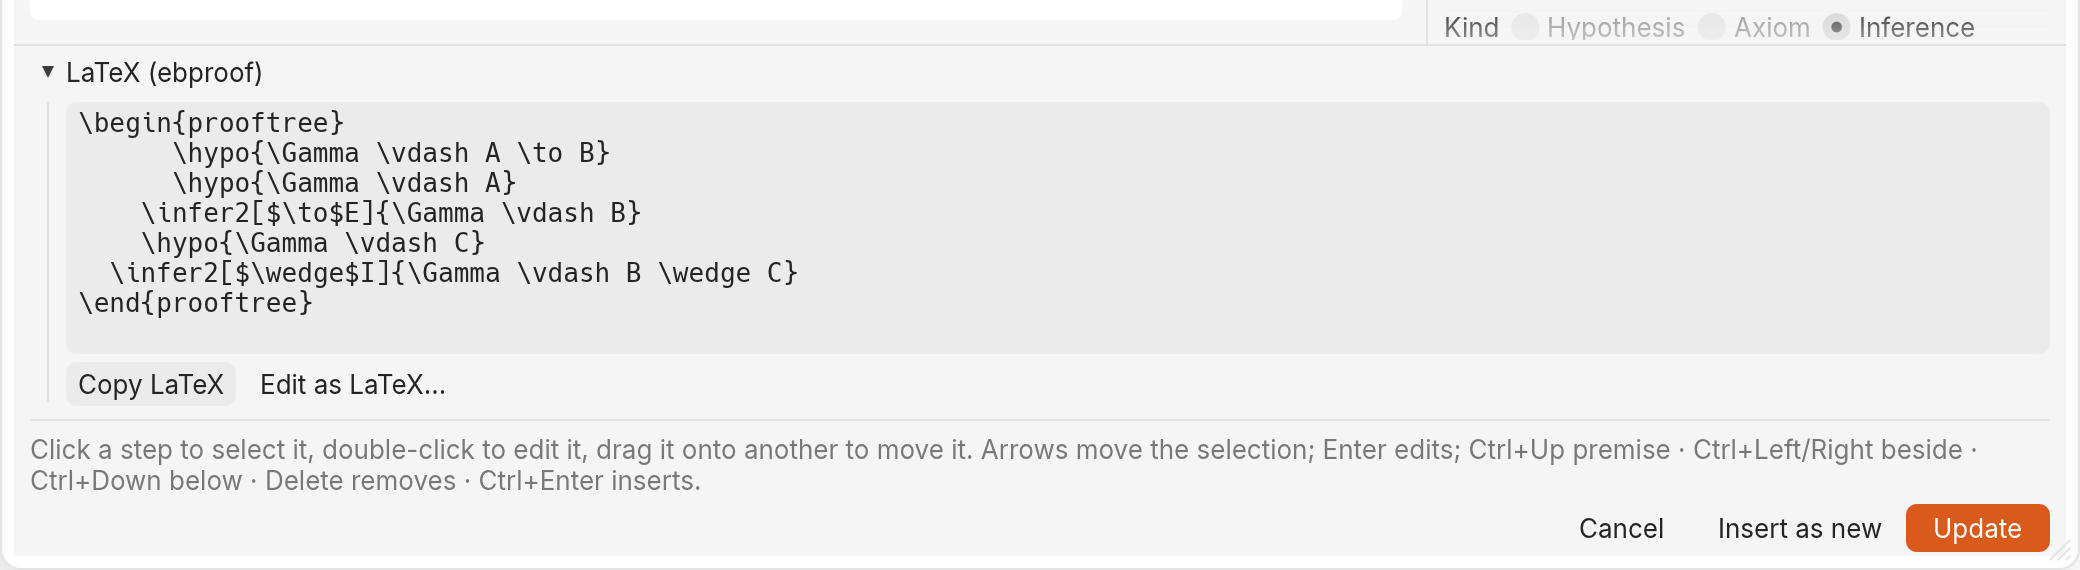 Kind Hypothesis Axiom Inference
▼ LaTeX (ebproof)
\begin{prooftree}
      \hypo{\Gamma \vdash A \to B}
      \hypo{\Gamma \vdash A}
    \infer2[$\to$E]{\Gamma \vdash B}
    \hypo{\Gamma \vdash C}
  \infer2[$\wedge$I]{\Gamma \vdash B \wedge C}
\end{prooftree}
Copy LaTeX Edit as LaTeX...
Click a step to select it, double-click to edit it, drag it onto another to move it. Arrows move the selection; Enter edits; Ctrl+Up premise · Ctrl+Left/Right beside ·
Ctrl+Down below · Delete removes · Ctrl+Enter inserts.
Cancel Insert as new Update